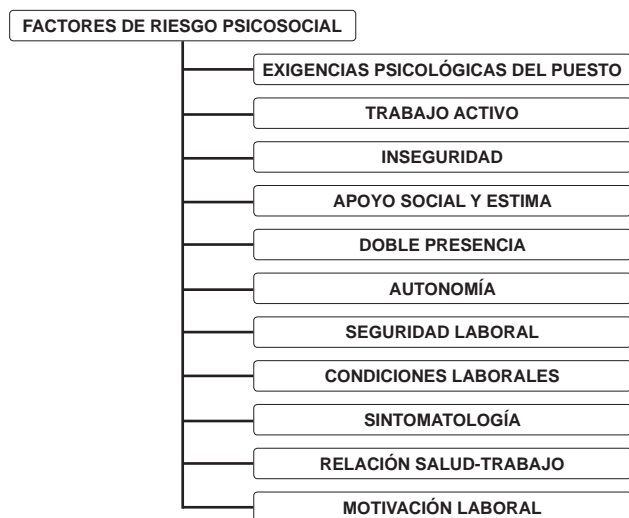 FACTORES DE RIESGO PSICOSOCIAL
EXIGENCIAS PSICOLÓGICAS DEL PUESTO
TRABAJO ACTIVO
INSEGURIDAD
APOYO SOCIAL Y ESTIMA
DOBLE PRESENCIA
AUTONOMÍA
SEGURIDAD LABORAL
CONDICIONES LABORALES
SINTOMATOLOGÍA
RELACIÓN SALUD-TRABAJO
MOTIVACIÓN LABORAL